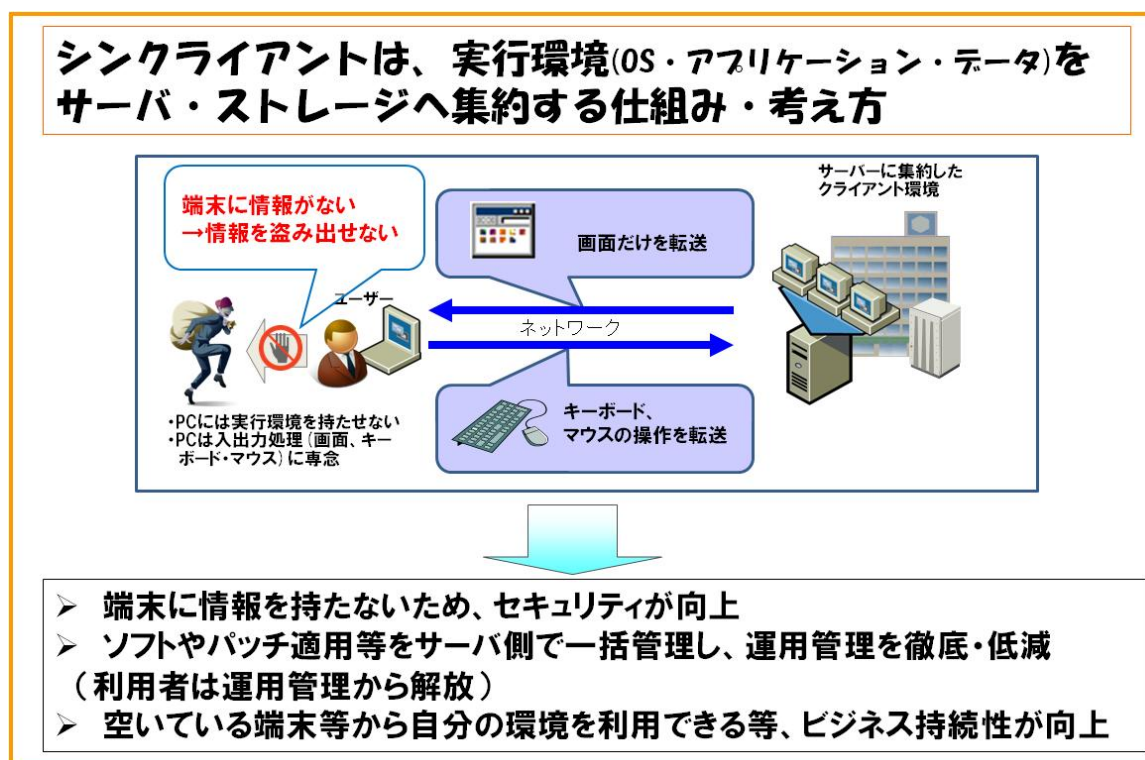 シンクライアントは、実行環境(OS・アプリケーション・データ)を
サーバ・ストレージへ集約する仕組み・考え方
端末に情報がない
→情報を盗み出せない
画面だけを転送
サーバーに集約した
クライアント環境
ユーザー
ネットワーク
・PCには実行環境を持たせない
・PCは入出力処理(画面、キー
ボード・マウス)に専念
キーボード、
マウスの操作を転送
➢ 端末に情報を持たないため、セキュリティが向上
➢ ソフトやパッチ適用等をサーバ側で一括管理し、運用管理を徹底・低減
(利用者は運用管理から解放)
➢ 空いている端末等から自分の環境を利用できる等、ビジネス持続性が向上